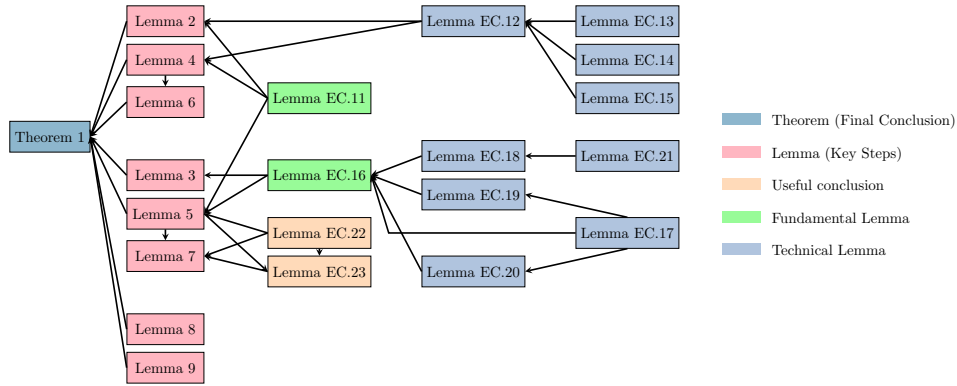 Lemma 2
Lemma EC.12
Lemma EC.13
Lemma 4
Lemma EC.14
Lemma 6
Lemma EC.11
Lemma EC.15
Theorem 1
Lemma EC.18
Lemma EC.21
Lemma 3
Lemma EC.16
Lemma EC.19
Lemma 5
Lemma EC.22
Lemma EC.17
Lemma 7
Lemma EC.23
Lemma EC.20
Lemma 8
Lemma 9
Theorem (Final Conclusion)
Lemma (Key Steps)
Useful conclusion
Fundamental Lemma
Technical Lemma